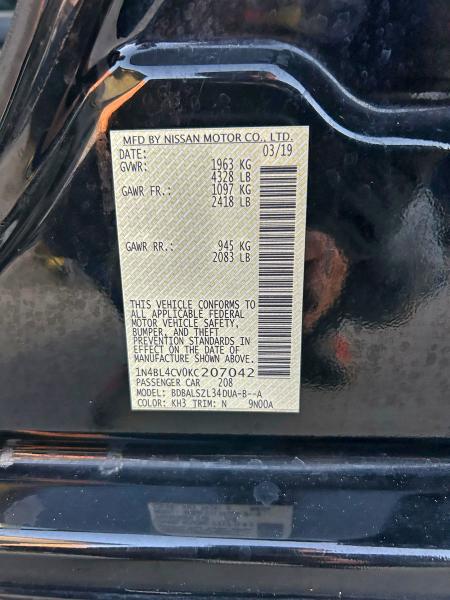 MFD BY NISSAN MOTOR CO., LTD.
DATE: 03/19
GVWR: 1963 KG
4328 LB
GAWR FR.: 1097 KG
2418 LB
GAWR RR.: 945 KG
2083 LB
THIS VEHICLE CONFORMS TO
ALL APPLICABLE FEDERAL
MOTOR VEHICLE SAFETY,
BUMPER, AND THEFT
PREVENTION STANDARDS
IN EFFECT ON THE DATE OF
MANUFACTURE SHOWN ABOVE.
1N4BL4CV0KC207042
PASSENGER CAR 208
MODEL: BDBALSZL34DUA-B--A
COLOR: KH3 TRIM: N 9N00A